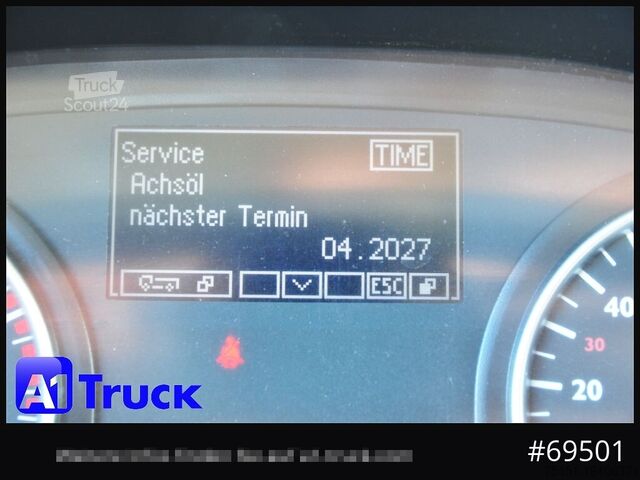 Truck
Scout24
Service TIME
Achsöl
nächster Termin
04.2027
ESC
40
30
20
A1 Truck
#69501